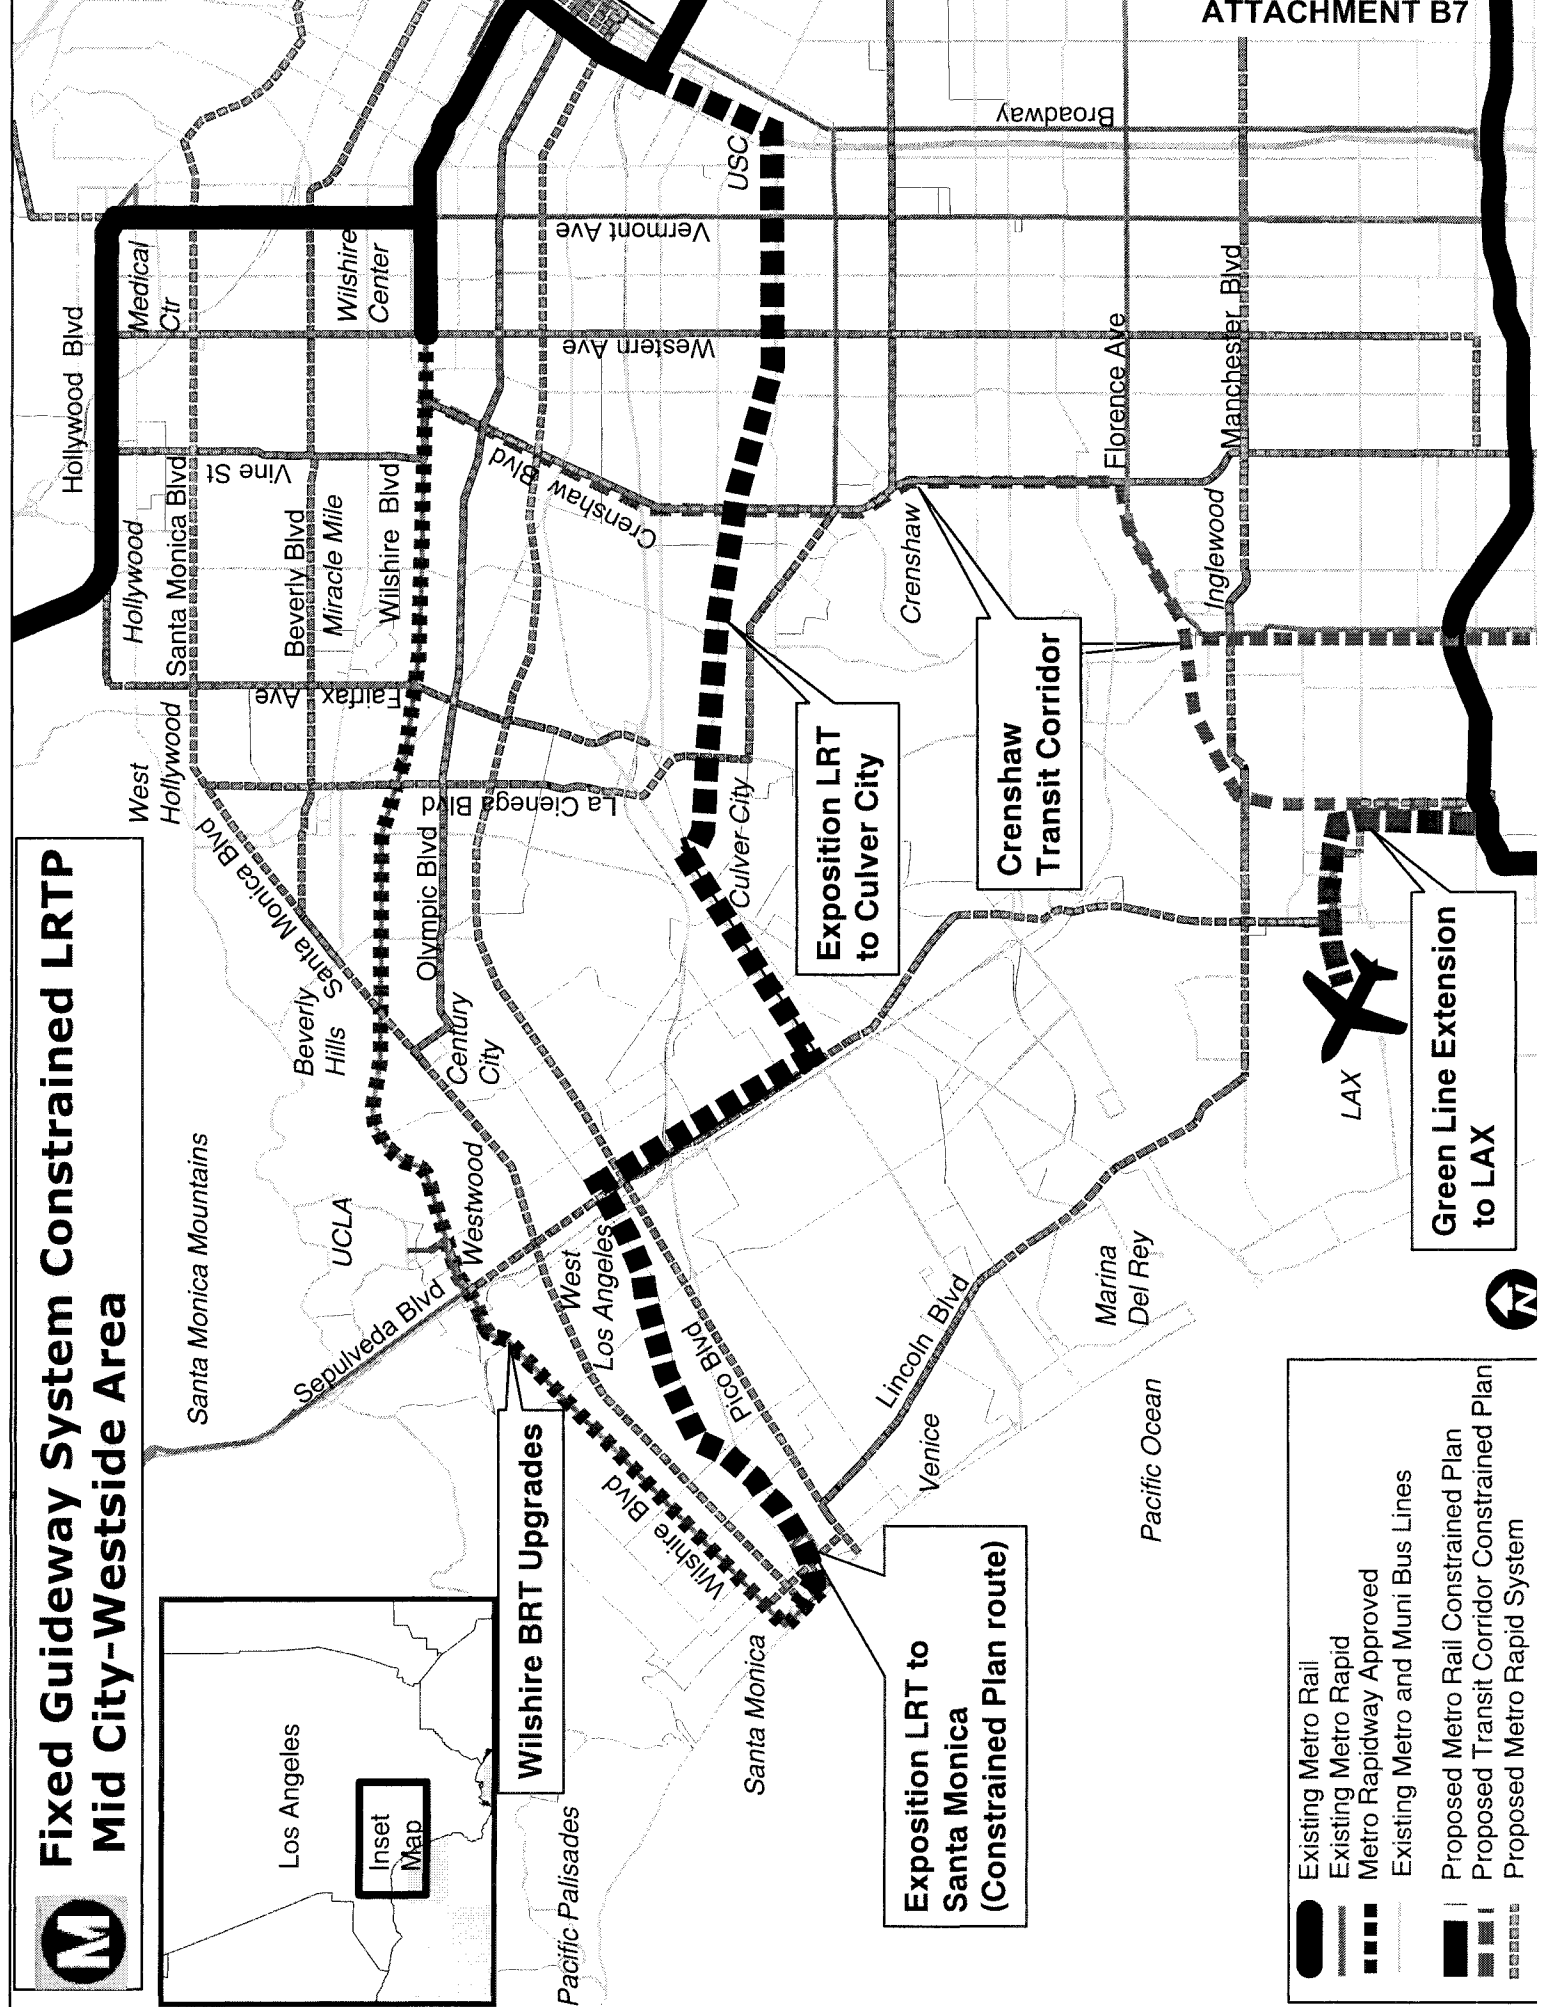 ATTACHMENT B7
M
Fixed Guideway System Constrained LRTP
Mid City-Westside Area
Los Angeles
Inset
Map
Pacific Palisades
Santa Monica Mountains
UCLA
Sepulveda Blvd
Westwood
Wilshire BRT Upgrades
Wilshire Blvd
Santa Monica
West
Los Angeles
Pico Blvd
Exposition LRT to
Santa Monica
(Constrained Plan route)
Venice
Lincoln Blvd
Marina
Del Rey
Pacific Ocean
Beverly
Hills
Century
City
Santa Monica Blvd
West
Hollywood
Olympic Blvd
La Cienega Blvd
Culver City
Exposition LRT
to Culver City
Fairfax Ave
Hollywood
Santa Monica Blvd
Beverly Blvd
Miracle Mile
Wilshire Blvd
Hollywood Blvd
Vine St
Crenshaw Blvd
Medical
Ctr
Wilshire
Center
Western Ave
Vermont Ave
USC
Broadway
Crenshaw
Crenshaw
Transit Corridor
Florence Ave
Manchester Blvd
Inglewood
LAX
Green Line Extension
to LAX
N
Existing Metro Rail
Existing Metro Rapid
Metro Rapidway Approved
Existing Metro and Muni Bus Lines
Proposed Metro Rail Constrained Plan
Proposed Transit Corridor Constrained Plan
Proposed Metro Rapid System